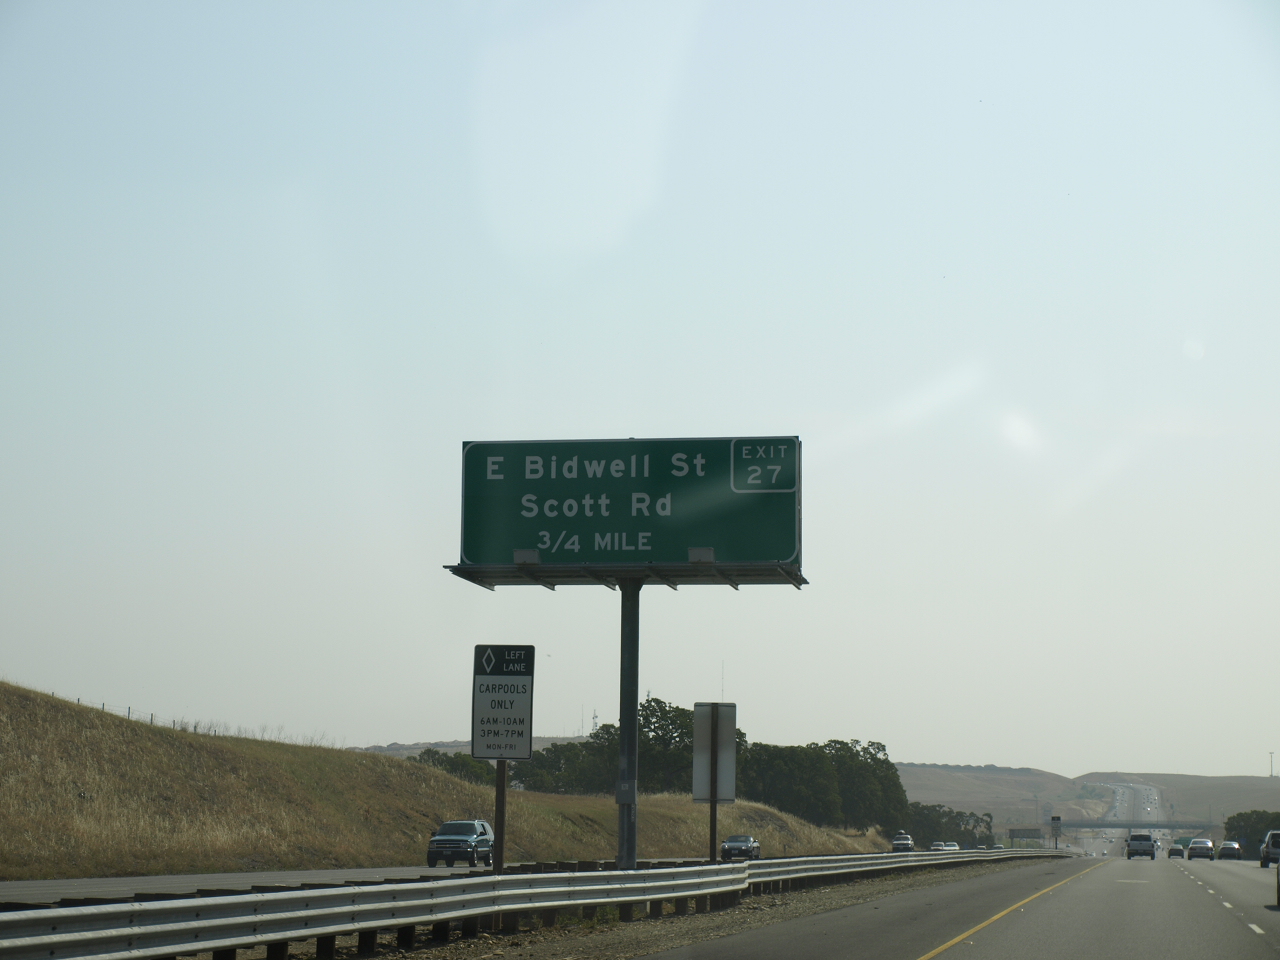 E Bidwell St
Scott Rd
3/4 MILE
EXIT
27
LEFT
LANE
CARPOOLS
ONLY
6AM-10AM
3PM-7PM
MON-FRI